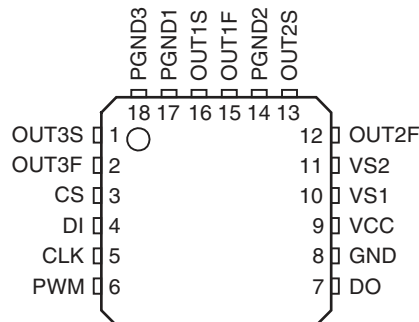 PGND3
PGND1
OUT1S
OUT1F
PGND2
OUT2S
18 17 16 15 14 13
OUT3S 1 12 OUT2F
OUT3F 2 11 VS2
CS 3 10 VS1
DI 4 9 VCC
CLK 5 8 GND
PWM 6 7 DO